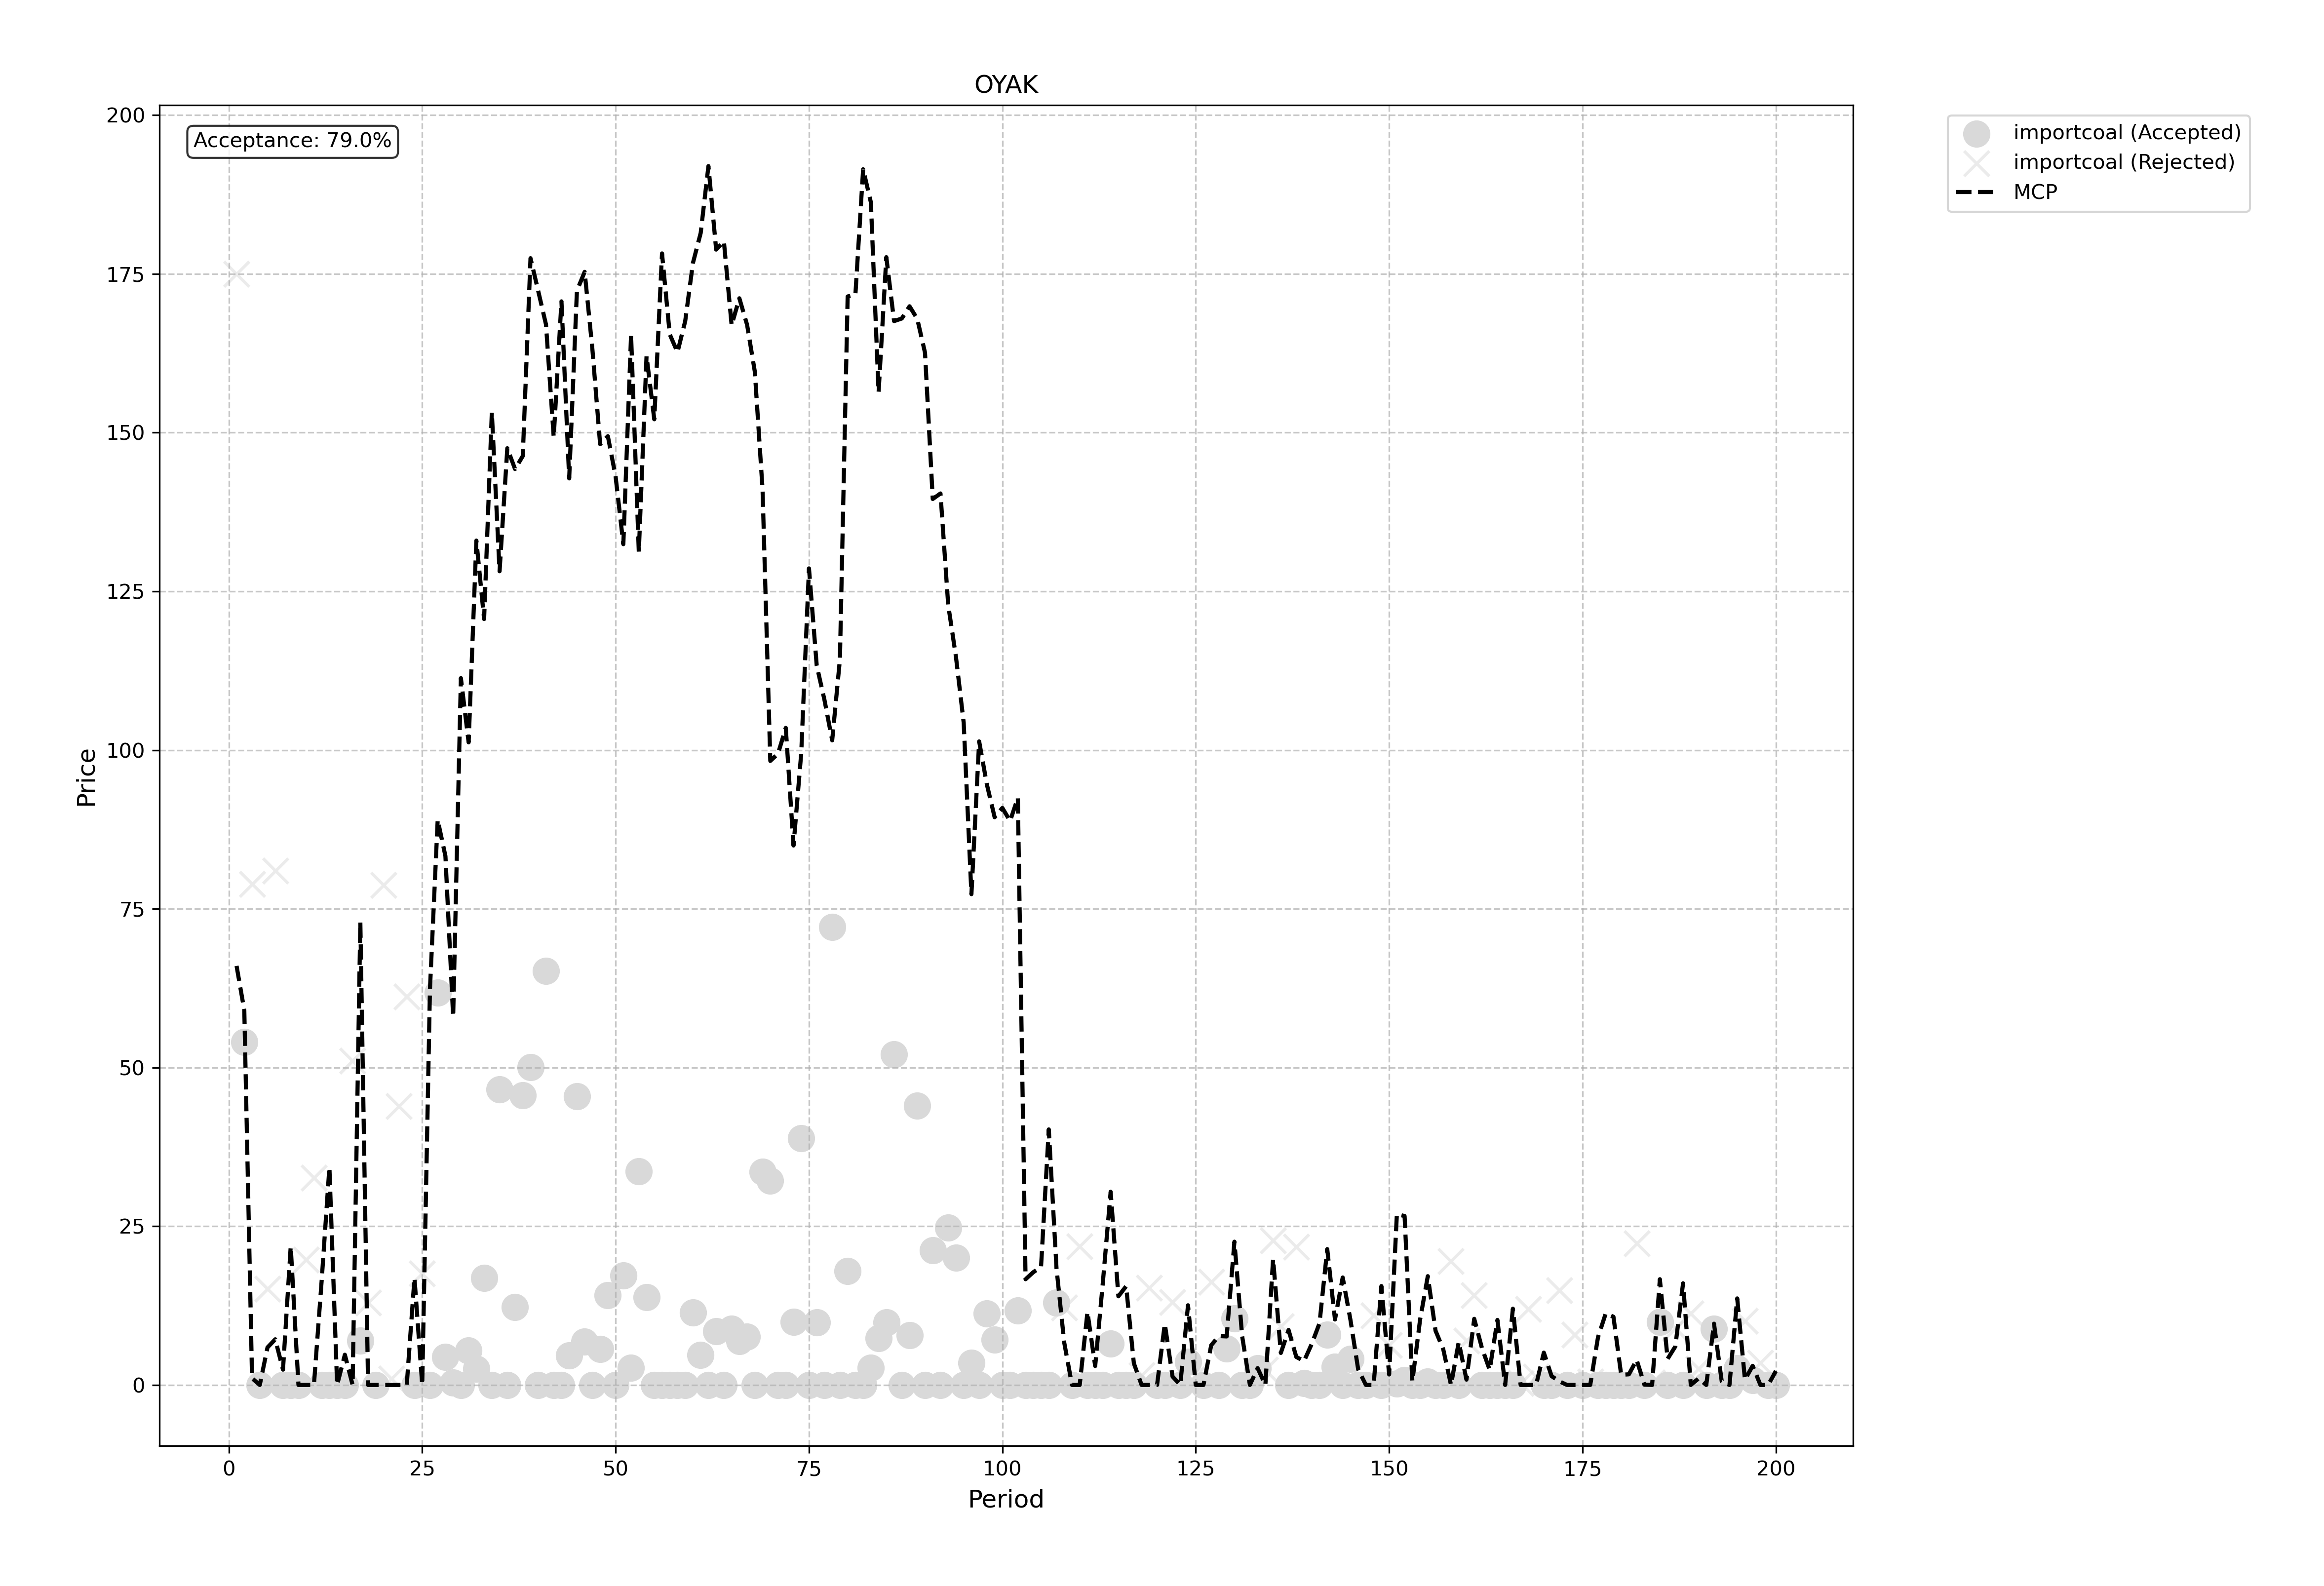 OYAK
Acceptance: 79.0%
importcoal (Accepted)
importcoal (Rejected)
MCP
Price
200
175
150
125
100
75
50
25
0
0 25 50 75 100 125 150 175 200
Period